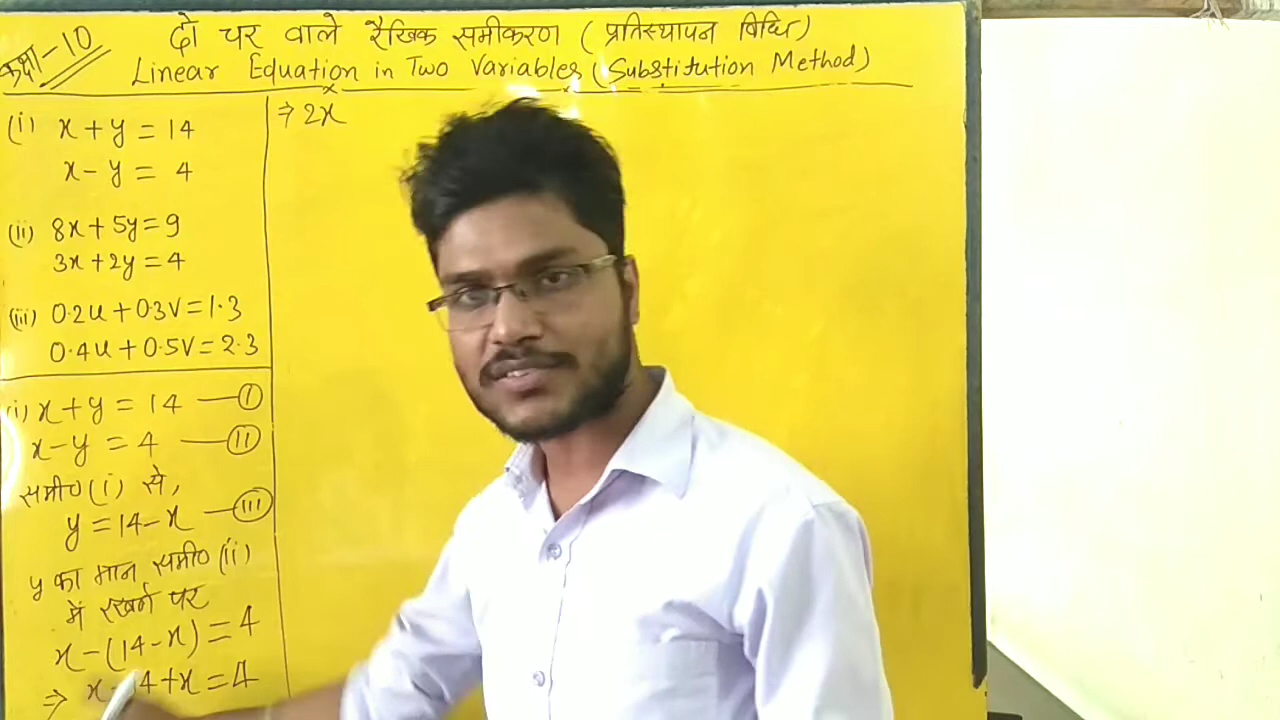 कक्षा-10
दो चर वाले रैखिक समीकरण (प्रतिस्थापन विधि)
Linear Equation in Two Variables (Substitution Method)
(i) x + y = 14
x - y = 4
(ii) 8x + 5y = 9
3x + 2y = 4
(iii) 0.2u + 0.3v = 1.3
0.4u + 0.5v = 2.3
(i) x + y = 14 — (I)
x - y = 4 — (II)
समी० (i) से,
y = 14 - x — (III)
y का मान समी० (ii)
में रखने पर
x - (14 - x) = 4
⇒ x - 4 + x = 4
⇒ 2x